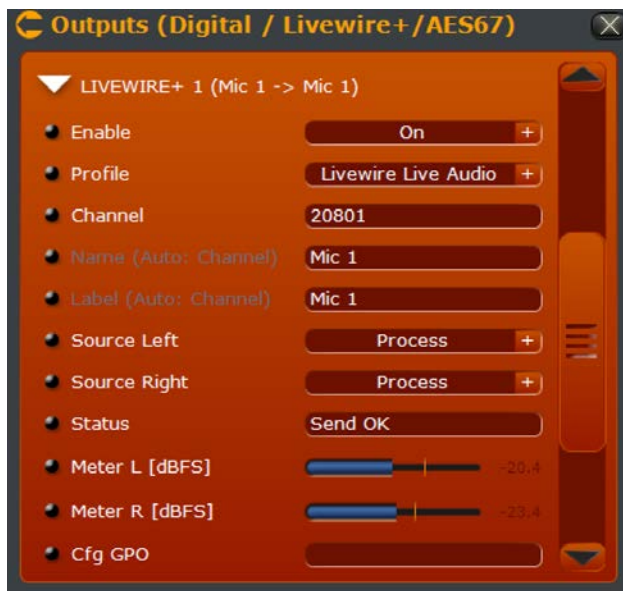 Outputs (Digital / Livewire+/AES67)
LIVEWIRE+ 1 (Mic 1 -> Mic 1)
Enable On +
Profile Livewire Live Audio +
Channel 20801
Name (Auto: Channel) Mic 1
Label (Auto: Channel) Mic 1
Source Left Process +
Source Right Process +
Status Send OK
Meter L [dBFS] -20.4
Meter R [dBFS] -23.4
Cfg GPO